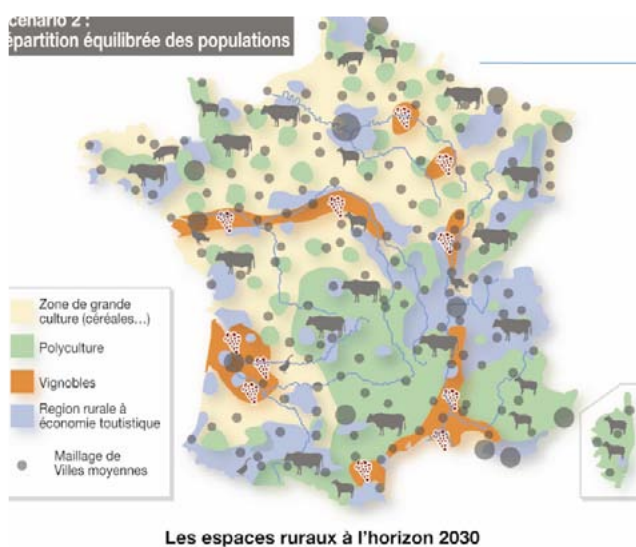 cénario 2 :
épartition équilibrée des populations
Zone de grande
culture (céréales...)
Polyculture
Vignobles
Region rurale à
économie toutistique
Maillage de
Villes moyennes
Les espaces ruraux à l'horizon 2030